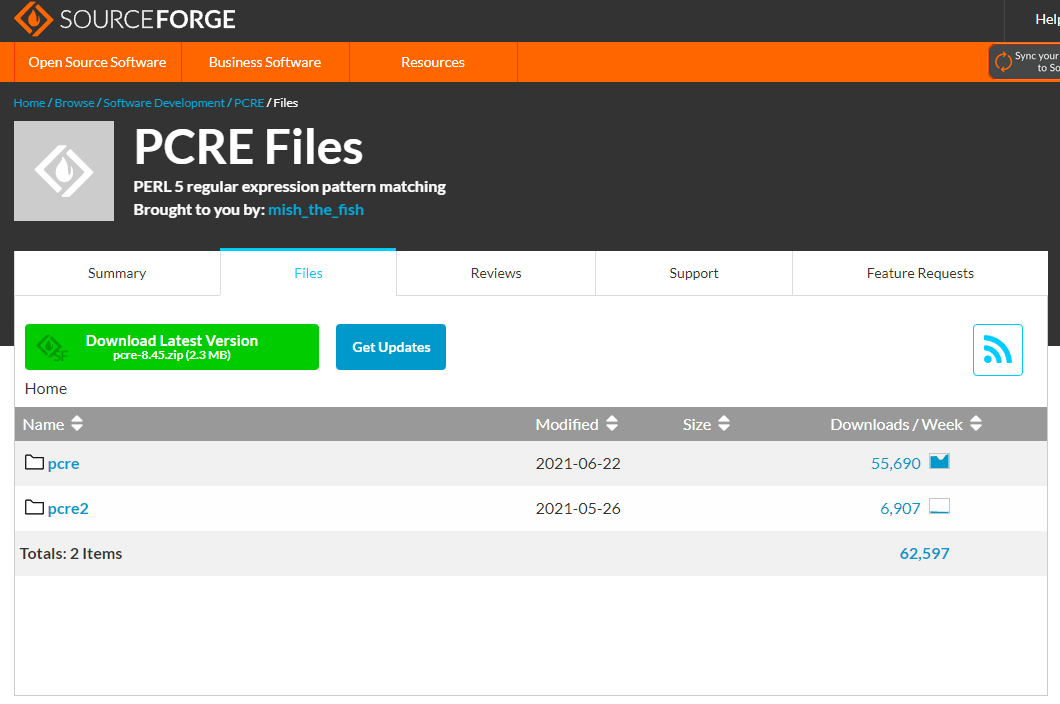 SOURCEFORGE
Help
Open Source Software
Business Software
Resources
Sync your
to So
Home / Browse / Software Development / PCRE / Files
PCRE Files
PERL 5 regular expression pattern matching
Brought to you by: mish_the_fish
Summary
Files
Reviews
Support
Feature Requests
SF
Download Latest Version
pcre-8.45.zip (2.3 MB)
Get Updates
Home
Name Modified Size Downloads / Week
pcre 2021-06-22 55,690
pcre2 2021-05-26 6,907
Totals: 2 Items 62,597